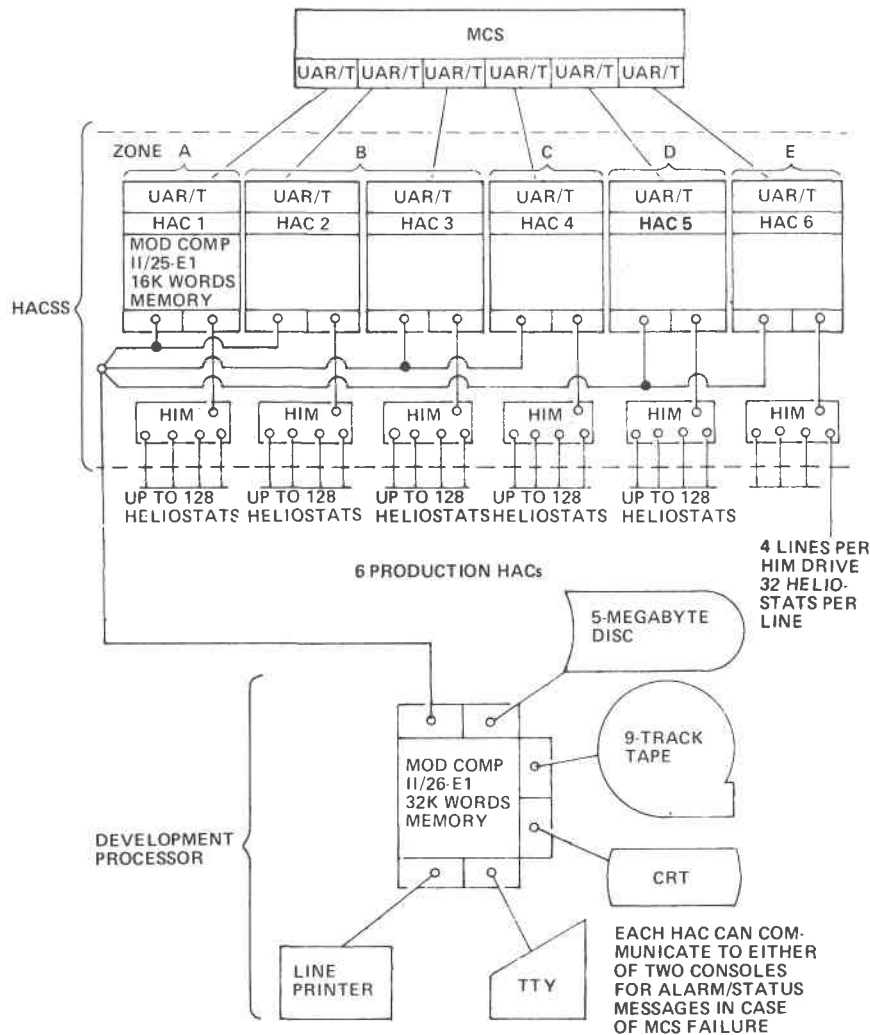 MCS
UAR/T UAR/T UAR/T UAR/T UAR/T UAR/T
ZONE A B C D E
UAR/T UAR/T UAR/T UAR/T UAR/T UAR/T
HAC 1 HAC 2 HAC 3 HAC 4 HAC 5 HAC 6
MOD COMP
II/25-E1
16K WORDS
MEMORY
HACSS
HIM HIM HIM HIM HIM HIM
UP TO 128
HELIOSTATS
UP TO 128
HELIOSTATS
UP TO 128
HELIOSTATS
UP TO 128
HELIOSTATS
UP TO 128
HELIOSTATS
4 LINES PER
HIM DRIVE
32 HELIO-
STATS PER
LINE
6 PRODUCTION HACs
5-MEGABYTE
DISC
9-TRACK
TAPE
MOD COMP
II/26-E1
32K WORDS
MEMORY
DEVELOPMENT
PROCESSOR
CRT
LINE
PRINTER
TTY
EACH HAC CAN COM-
MUNICATE TO EITHER
OF TWO CONSOLES
FOR ALARM/STATUS
MESSAGES IN CASE
OF MCS FAILURE